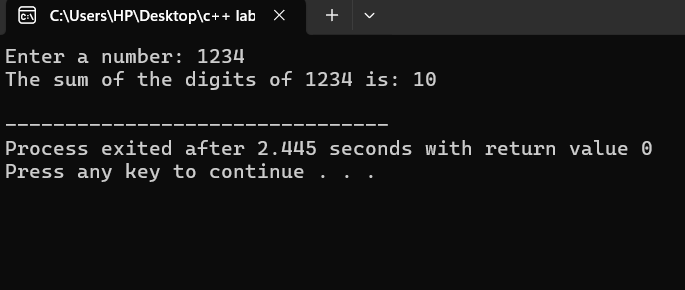 C:\Users\HP\Desktop\c++ lab
Enter a number: 1234
The sum of the digits of 1234 is: 10
--------------------------------
Process exited after 2.445 seconds with return value 0
Press any key to continue . . .